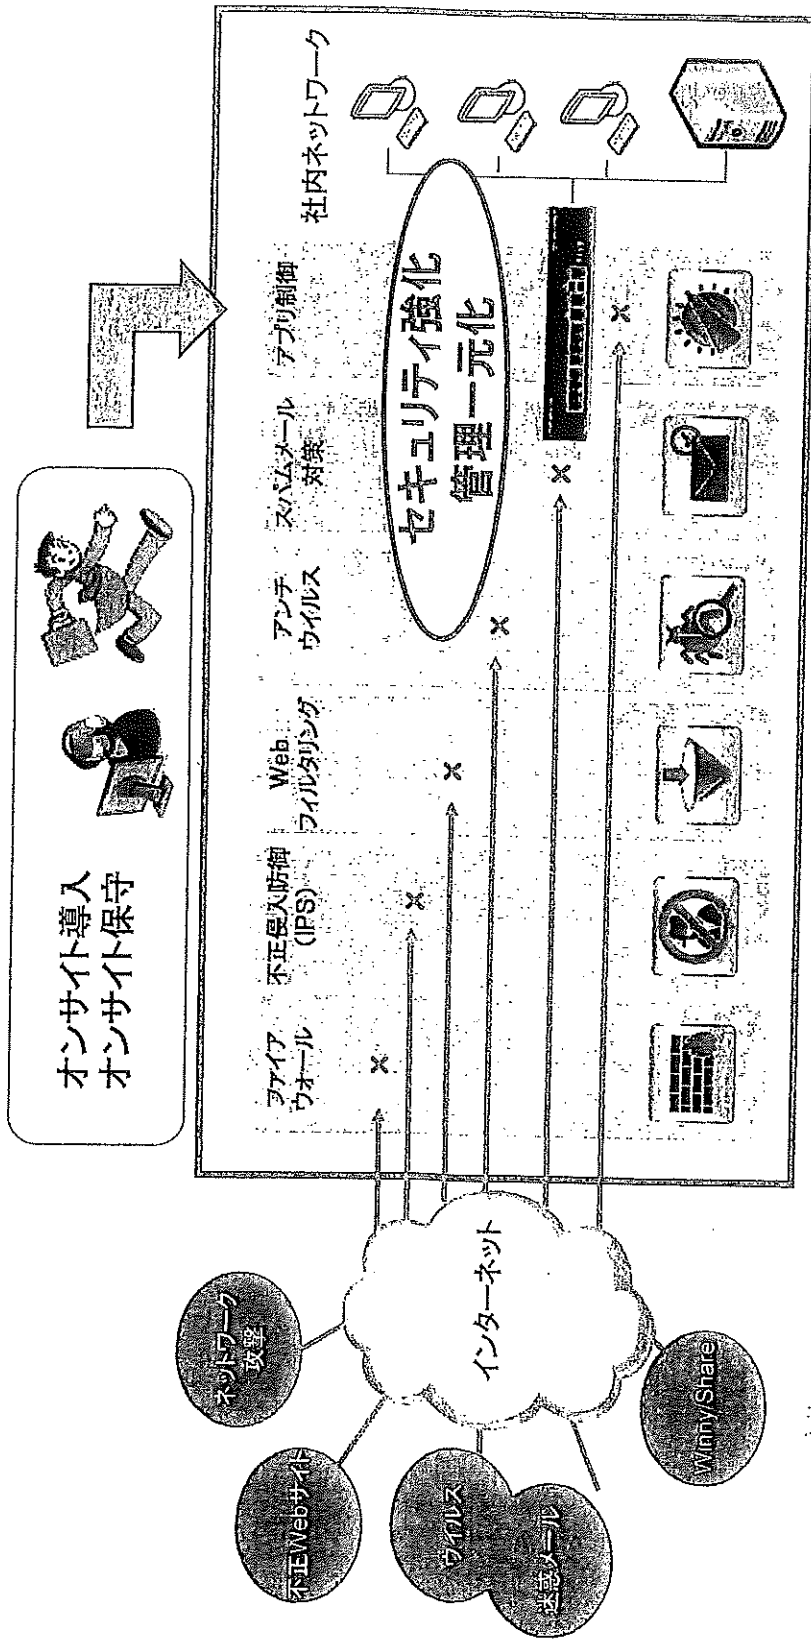 オンサイト導入
オンサイト保守
ファイア
ウォール
不正侵入防御
(IPS)
Web
フィルタリング
アンチ
ウイルス
スパムメール
対策
アプリ制御
社内ネットワーク
セキュリティ強化
管理一元化
インターネット
ネットワーク
攻撃
不正Webサイト
ウイルス
迷惑メール
Winny/Share